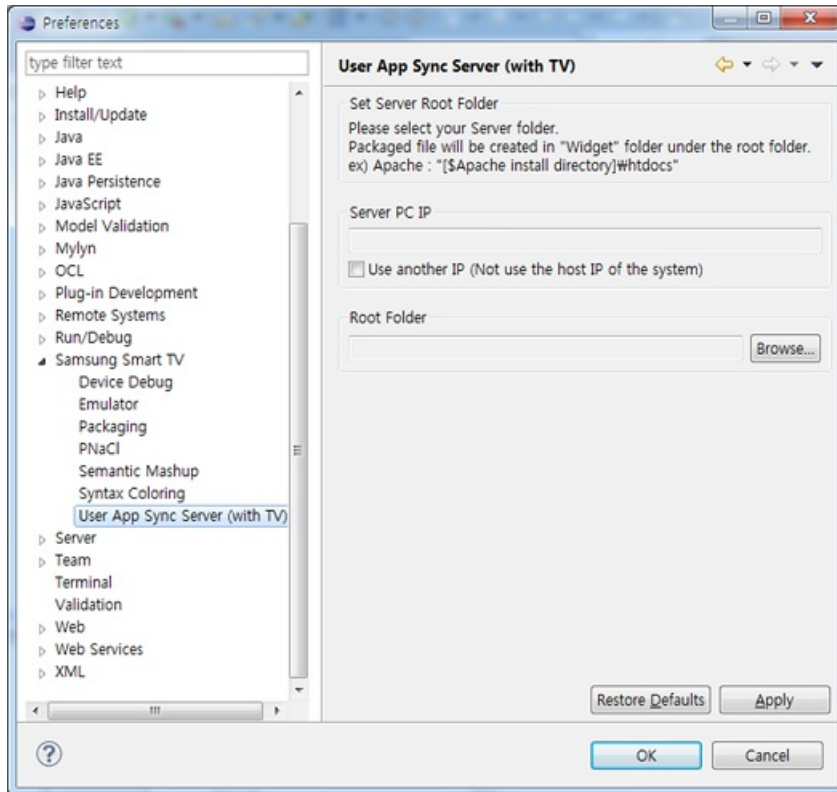 Preferences
type filter text
Help
Install/Update
Java
Java EE
Java Persistence
JavaScript
Model Validation
Mylyn
OCL
Plug-in Development
Remote Systems
Run/Debug
Samsung Smart TV
Device Debug
Emulator
Packaging
PNaCl
Semantic Mashup
Syntax Coloring
User App Sync Server (with TV)
Server
Team
Terminal
Validation
Web
Web Services
XML
User App Sync Server (with TV)
Set Server Root Folder
Please select your Server folder.
Packaged file will be created in "Widget" folder under the root folder.
ex) Apache : "[$Apache install directory]₩htdocs"
Server PC IP
Use another IP (Not use the host IP of the system)
Root Folder
Browse...
Restore Defaults
Apply
OK
Cancel